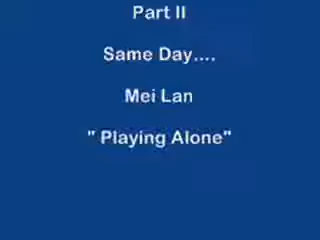 Part II
Same Day....
Mei Lan
" Playing Alone"